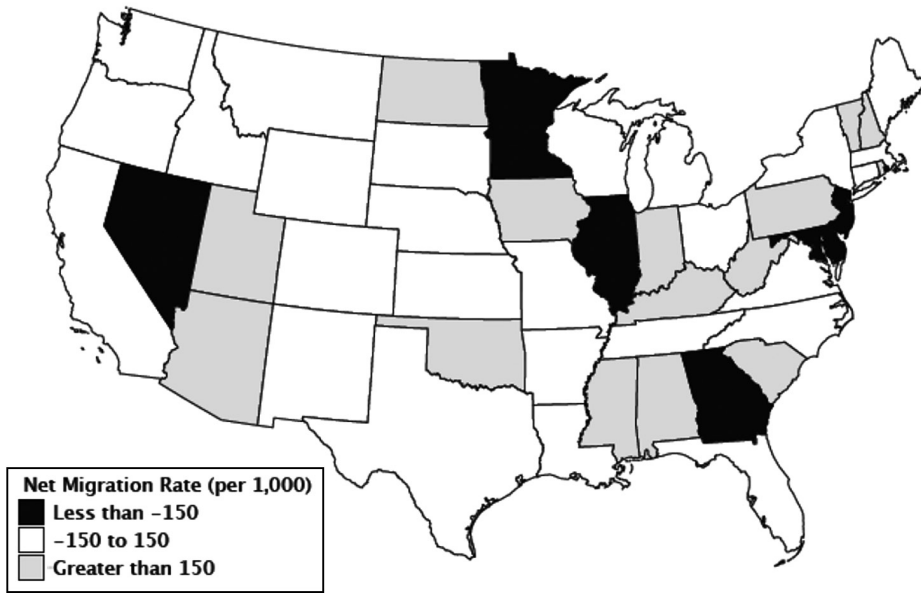 Net Migration Rate (per 1,000)
Less than -150
-150 to 150
Greater than 150